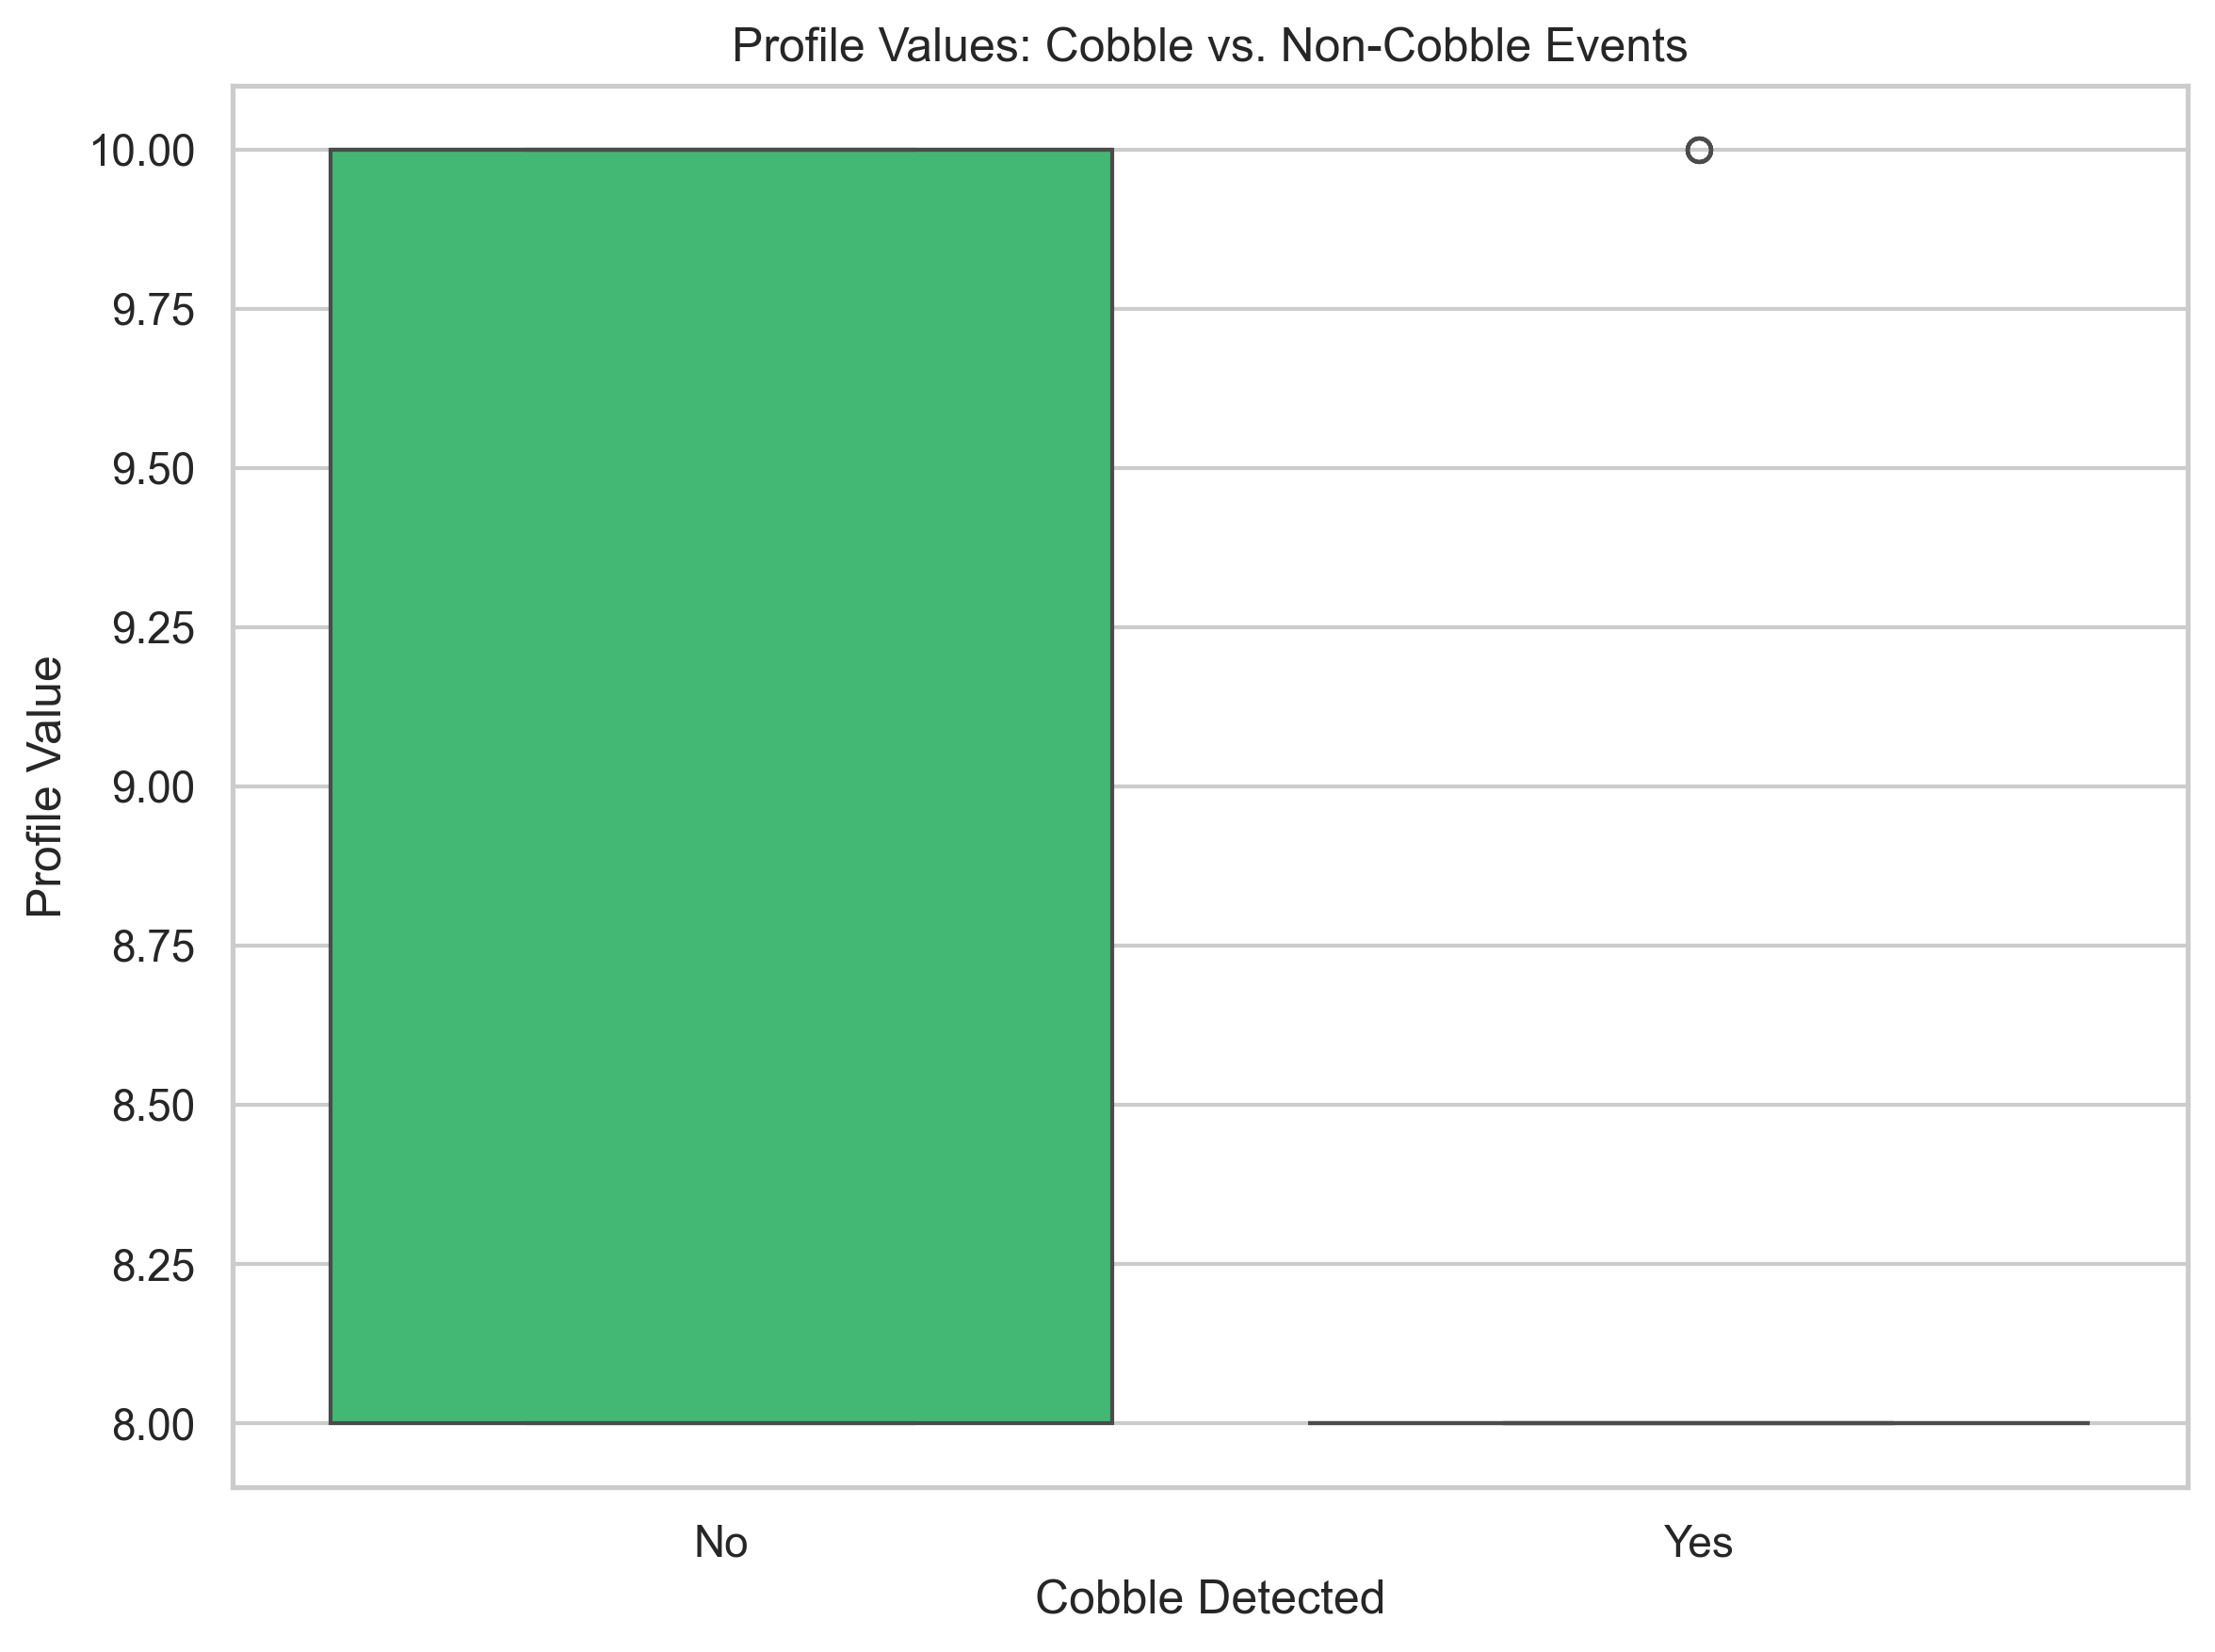 Profile Values: Cobble vs. Non-Cobble Events
10.00
9.75
9.50
9.25
9.00
8.75
8.50
8.25
8.00
Profile Value
No
Yes
Cobble Detected